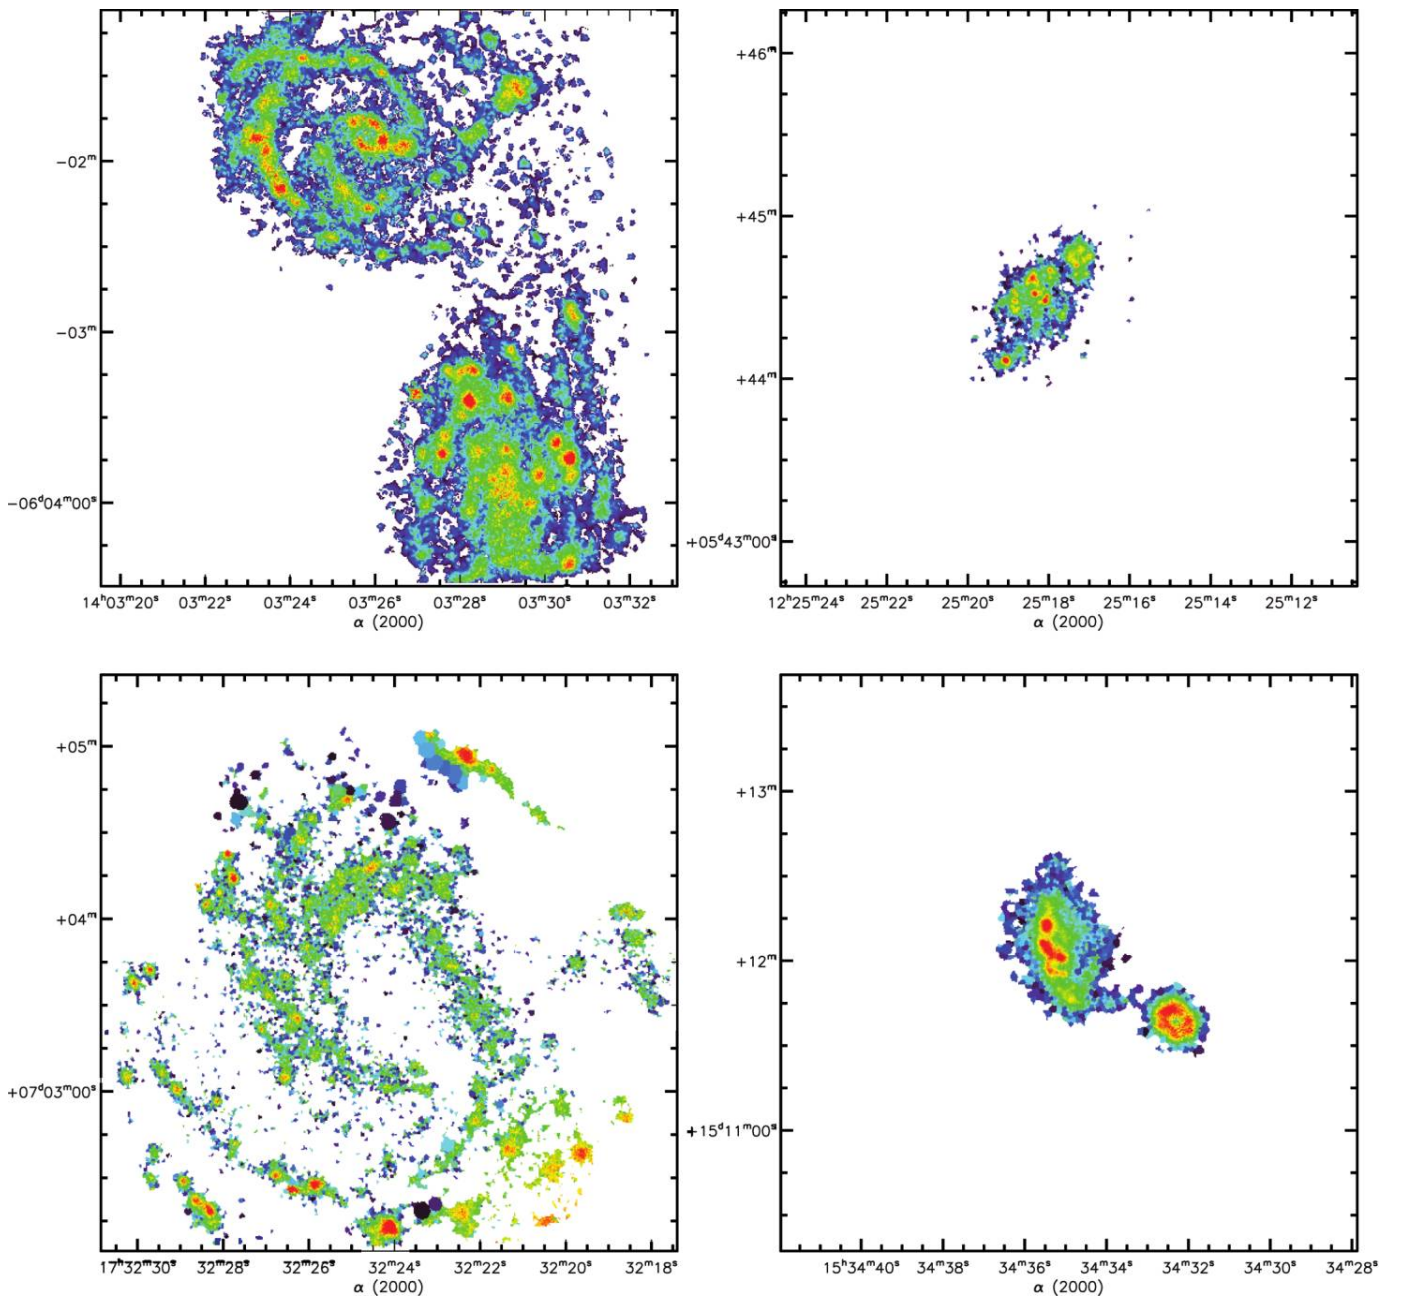 −02ᵐ
−03ᵐ
−06ᵈ04ᵐ00ˢ
14ʰ03ᵐ20ˢ 03ᵐ22ˢ 03ᵐ24ˢ 03ᵐ26ˢ 03ᵐ28ˢ 03ᵐ30ˢ 03ᵐ32ˢ
α (2000)
+46ᵐ
+45ᵐ
+44ᵐ
+05ᵈ43ᵐ00ˢ
12ʰ25ᵐ24ˢ 25ᵐ22ˢ 25ᵐ20ˢ 25ᵐ18ˢ 25ᵐ16ˢ 25ᵐ14ˢ 25ᵐ12ˢ
α (2000)
+05ᵐ
+04ᵐ
+07ᵈ03ᵐ00ˢ
17ʰ32ᵐ30ˢ 32ᵐ28ˢ 32ᵐ26ˢ 32ᵐ24ˢ 32ᵐ22ˢ 32ᵐ20ˢ 32ᵐ18ˢ
α (2000)
+13ᵐ
+12ᵐ
+15ᵈ11ᵐ00ˢ
15ʰ34ᵐ40ˢ 34ᵐ38ˢ 34ᵐ36ˢ 34ᵐ34ˢ 34ᵐ32ˢ 34ᵐ30ˢ 34ᵐ28ˢ
α (2000)